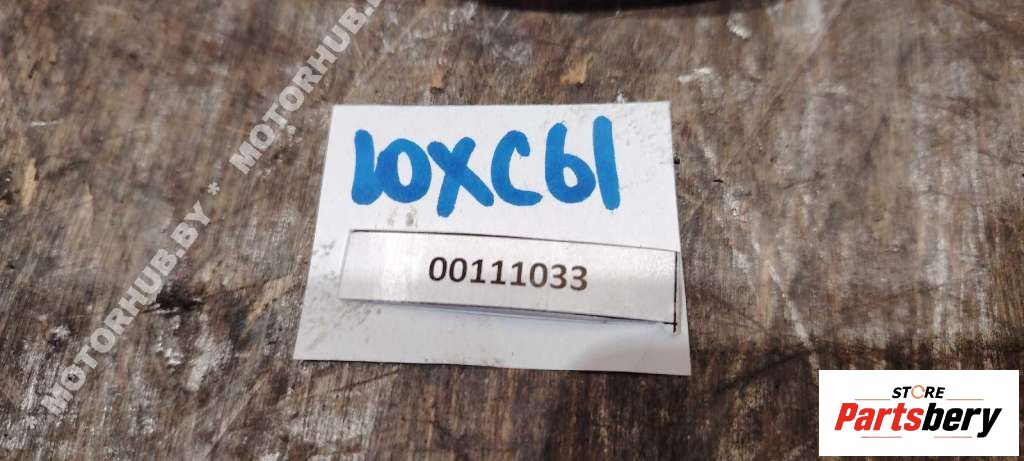 MOTORHUB.BY * MOTORHUB.BY
10XC61
00111033
STORE
Partsbery